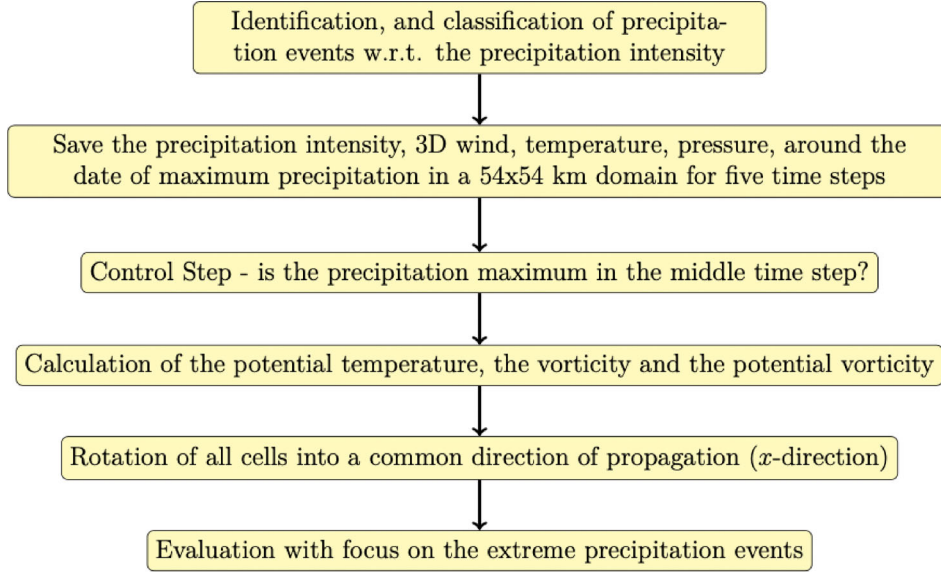 Identification, and classification of precipita-
tion events w.r.t. the precipitation intensity
Save the precipitation intensity, 3D wind, temperature, pressure, around the
date of maximum precipitation in a 54x54 km domain for five time steps
Control Step - is the precipitation maximum in the middle time step?
Calculation of the potential temperature, the vorticity and the potential vorticity
Rotation of all cells into a common direction of propagation (x-direction)
Evaluation with focus on the extreme precipitation events